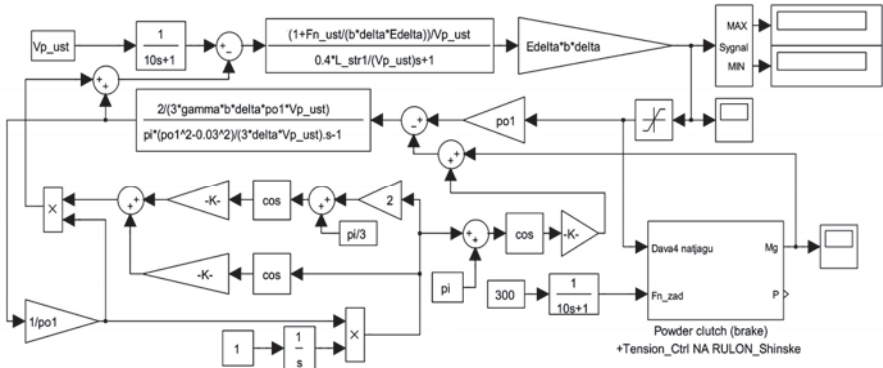 Vp_ust
1
10s+1
+
-
(1+Fn_ust/(b*delta*Edelta))/Vp_ust
0.4*L_str1/(Vp_ust)s+1
Edelta*b*delta
MAX
Sygnal
MIN
+
+
2/(3*gamma*b*delta*po1*Vp_ust)
pi*(po1^2-0.03^2)/(3*delta*Vp_ust).s-1
-
+
po1
+
+
×
+
+
-K-
cos
+
+
2
pi/3
-K-
cos
+
+
cos
-K-
pi
Dava4 natjagu
Mg
Fn_zad
P
300
1
10s+1
Powder clutch (brake)
+Tension_Ctrl NA RULON_Shinske
1/po1
1
1
s
×